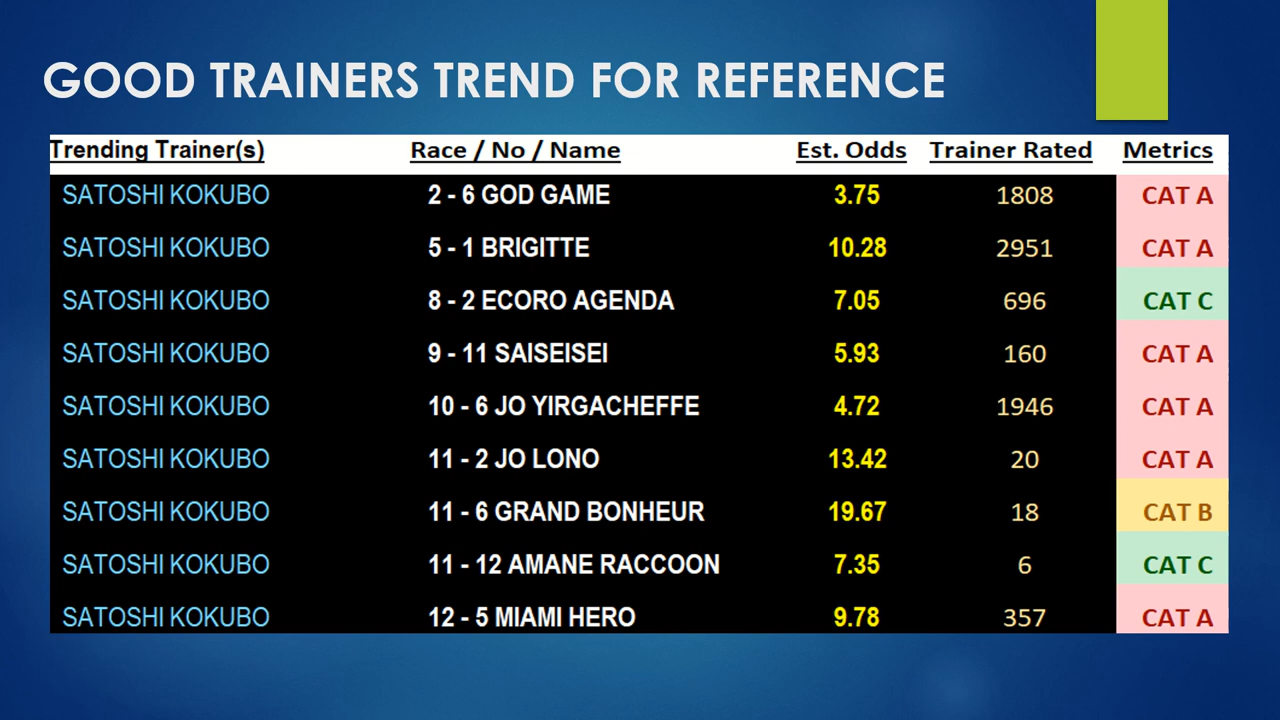 GOOD TRAINERS TREND FOR REFERENCE
Trending Trainer(s) Race / No / Name Est. Odds Trainer Rated Metrics
SATOSHI KOKUBO 2 - 6 GOD GAME 3.75 1808 CAT A
SATOSHI KOKUBO 5 - 1 BRIGITTE 10.28 2951 CAT A
SATOSHI KOKUBO 8 - 2 ECORO AGENDA 7.05 696 CAT C
SATOSHI KOKUBO 9 - 11 SAISEISEI 5.93 160 CAT A
SATOSHI KOKUBO 10 - 6 JO YIRGACHEFFE 4.72 1946 CAT A
SATOSHI KOKUBO 11 - 2 JO LONO 13.42 20 CAT A
SATOSHI KOKUBO 11 - 6 GRAND BONHEUR 19.67 18 CAT B
SATOSHI KOKUBO 11 - 12 AMANE RACCOON 7.35 6 CAT C
SATOSHI KOKUBO 12 - 5 MIAMI HERO 9.78 357 CAT A